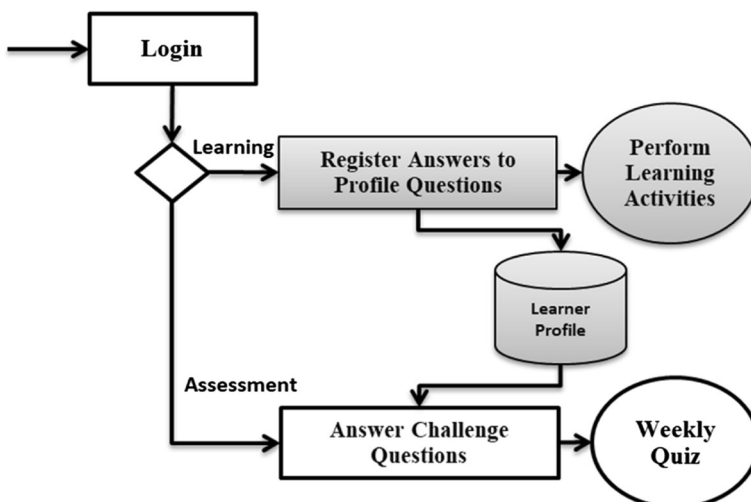 Login
Learning
Register Answers to
Profile Questions
Perform
Learning
Activities
Learner
Profile
Assessment
Answer Challenge
Questions
Weekly
Quiz